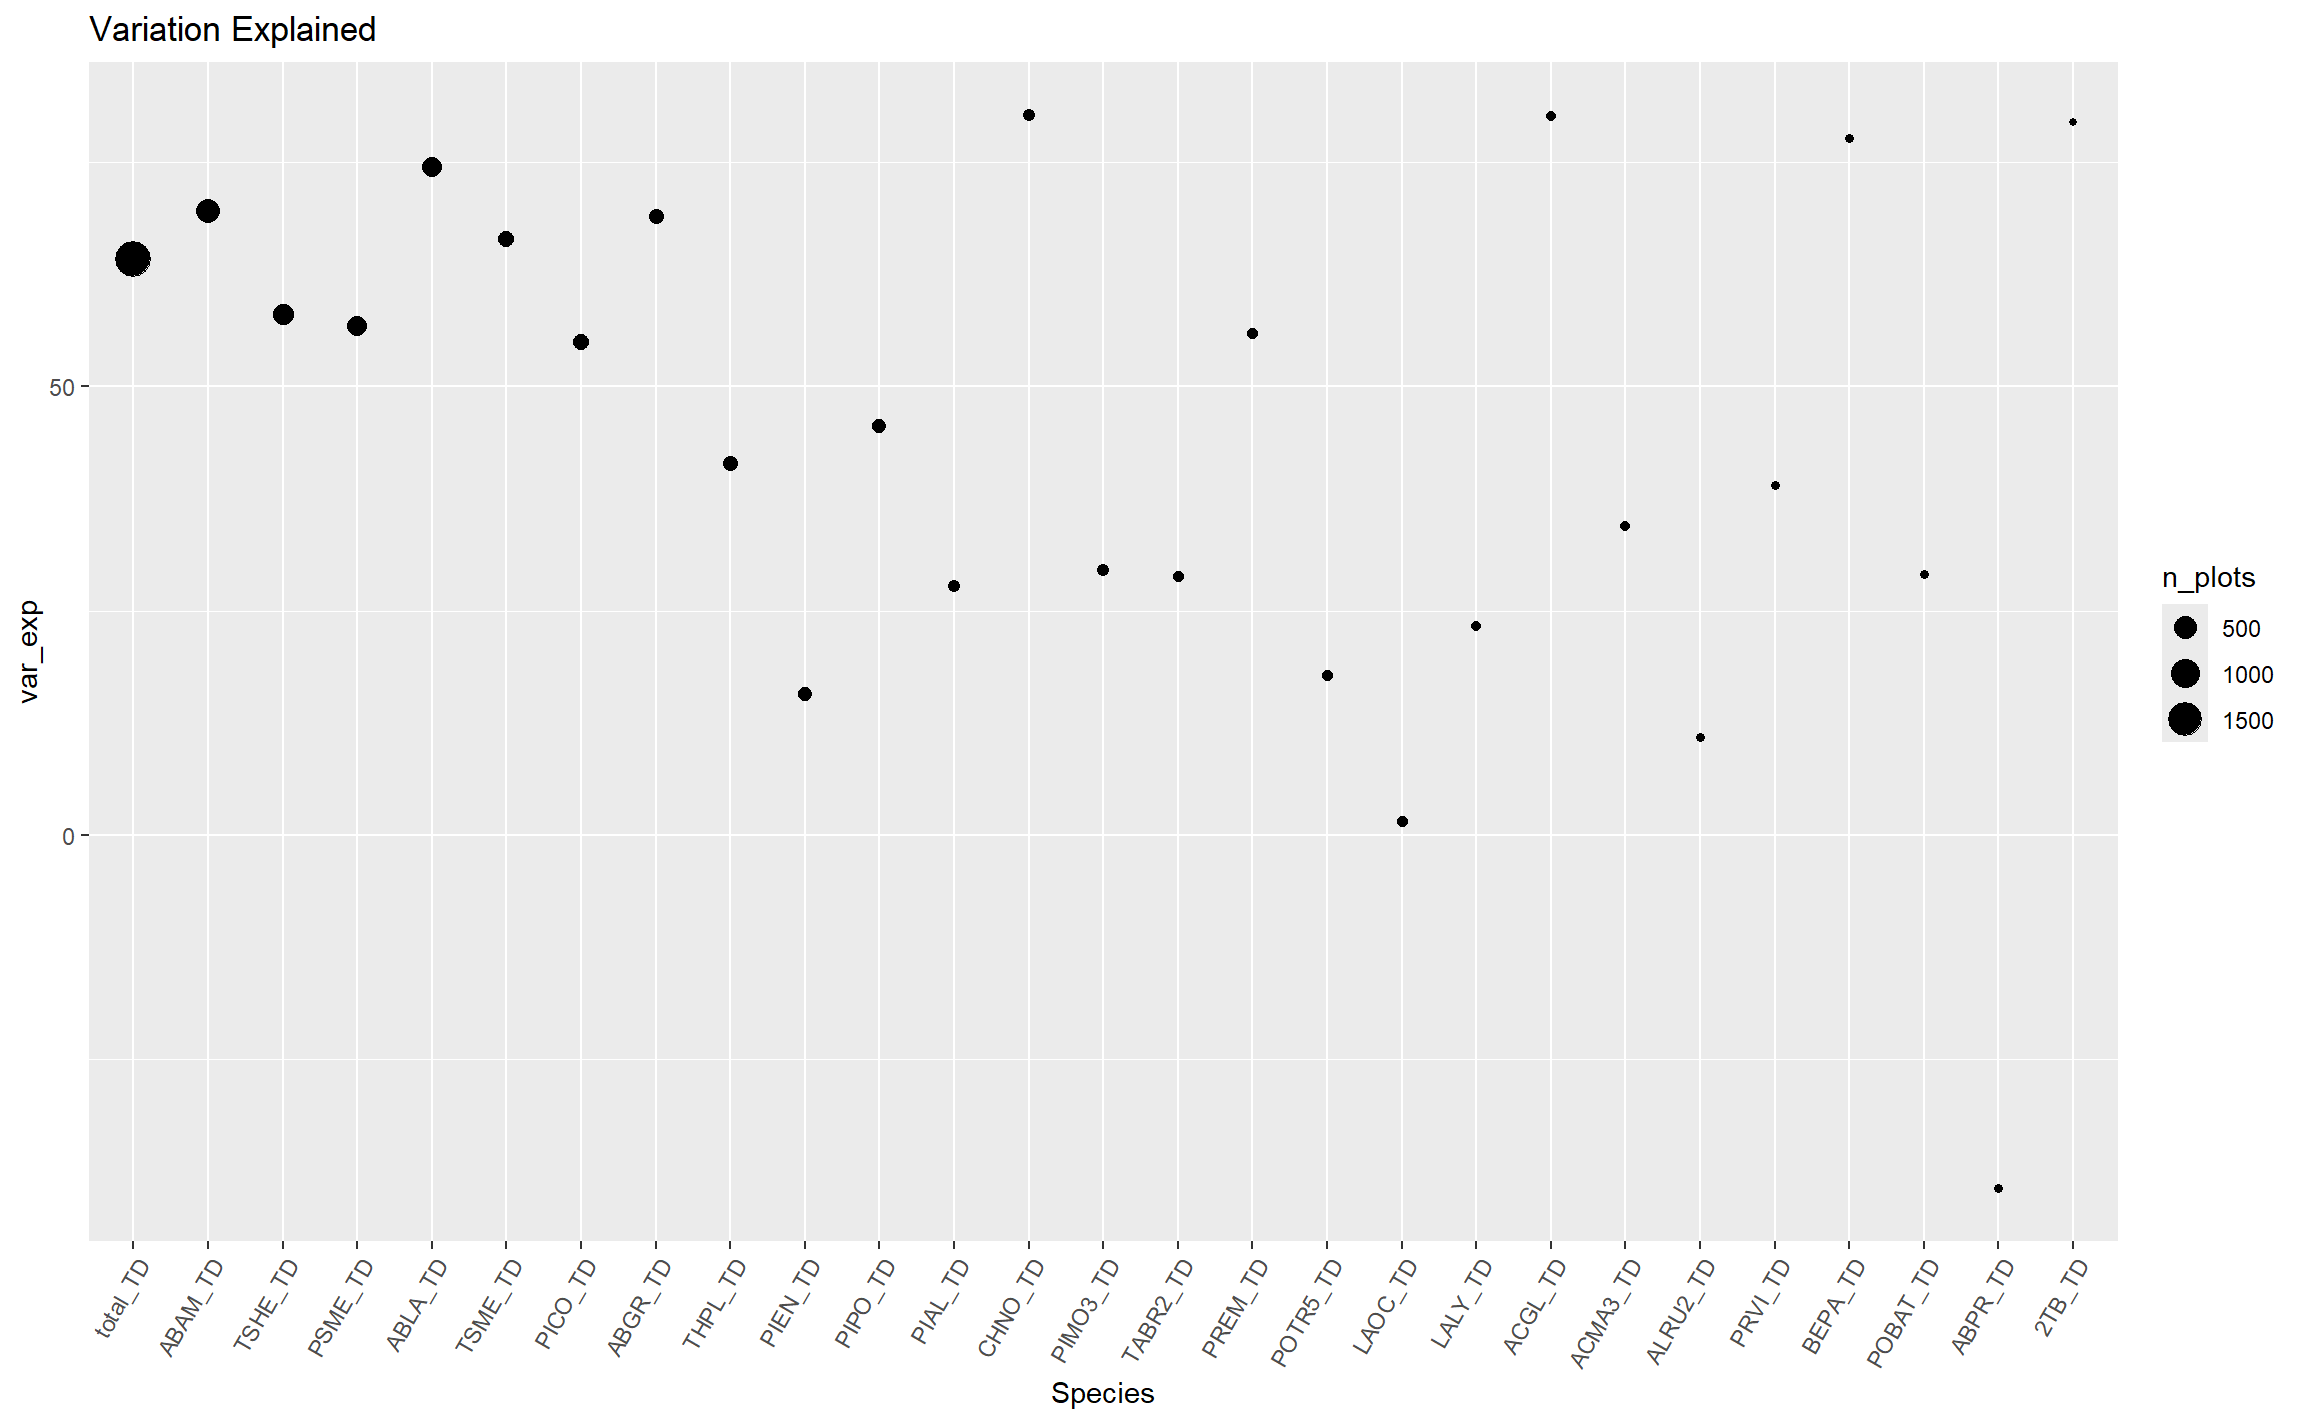 Variation Explained
var_exp
50
0
total_TD
ABAM_TD
TSHE_TD
PSME_TD
ABLA_TD
TSME_TD
PICO_TD
ABGR_TD
THPL_TD
PIEN_TD
PIPO_TD
PIAL_TD
CHNO_TD
PIMO3_TD
TABR2_TD
PREM_TD
POTR5_TD
LAOC_TD
LALY_TD
ACGL_TD
ACMA3_TD
ALRU2_TD
PRVI_TD
BEPA_TD
POBAT_TD
ABPR_TD
2TB_TD
Species
n_plots
500
1000
1500